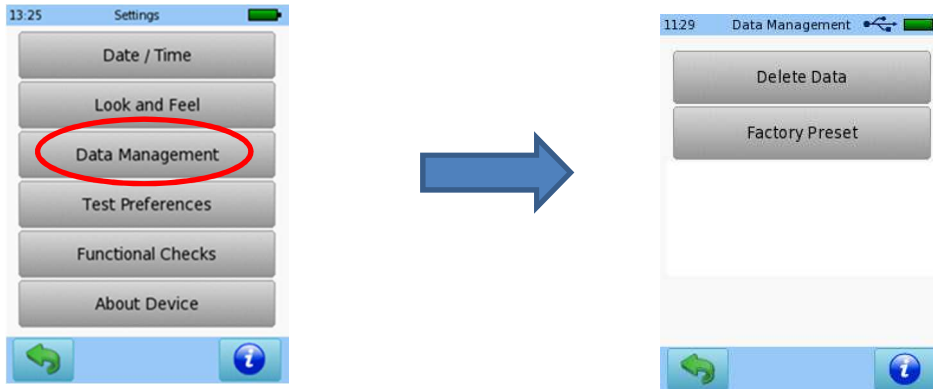 13:25 Settings
Date / Time
Look and Feel
Data Management
Test Preferences
Functional Checks
About Device
i
11:29 Data Management
Delete Data
Factory Preset
i